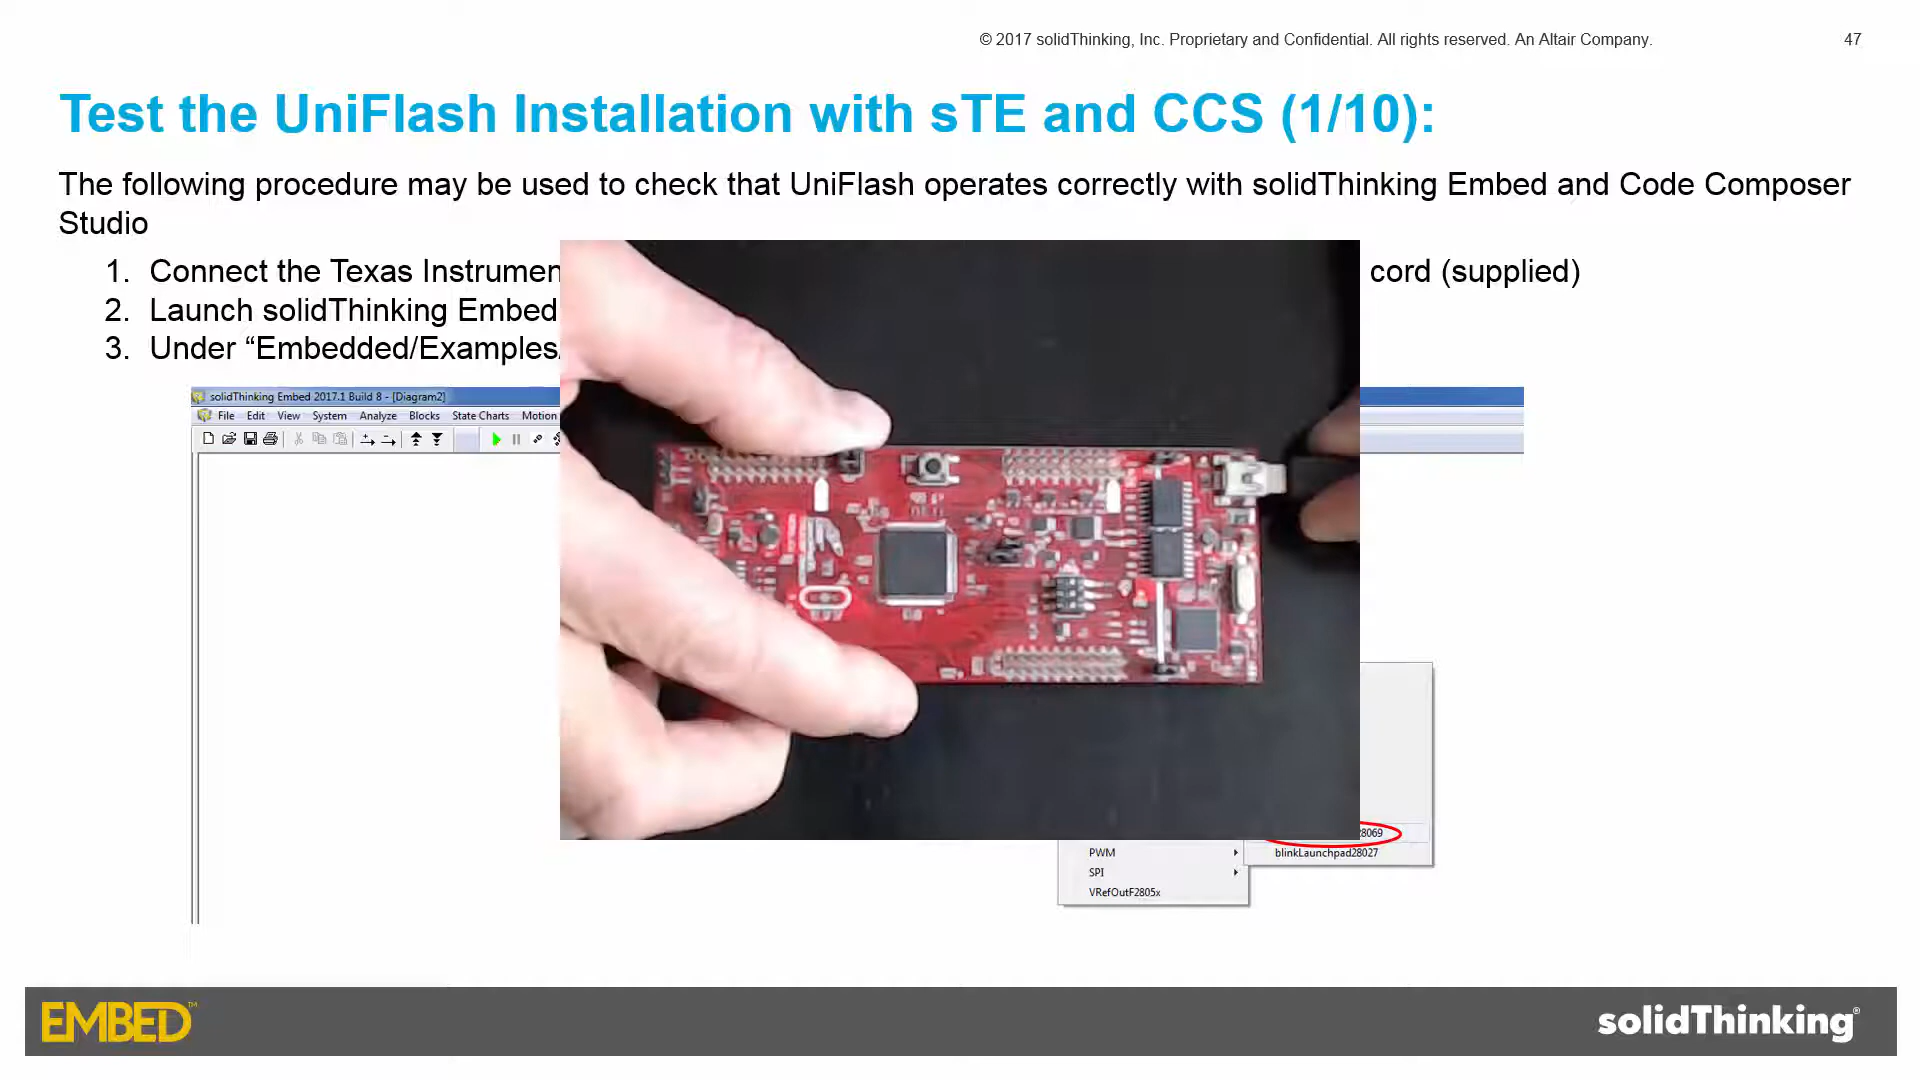 © 2017 solidThinking, Inc. Proprietary and Confidential. All rights reserved. An Altair Company.
47
Test the UniFlash Installation with sTE and CCS (1/10):
The following procedure may be used to check that UniFlash operates correctly with solidThinking Embed and Code Composer
Studio
1. Connect the Texas Instrumen cord (supplied)
2. Launch solidThinking Embed
3. Under “Embedded/Examples
solidThinking Embed 2017.1 Build 8 - [Diagram2]
File Edit View System Analyze Blocks State Charts Motion
28069
PWM
blinkLaunchpad28027
SPI
VRefOutF2805x
EMBED™
solidThinking®